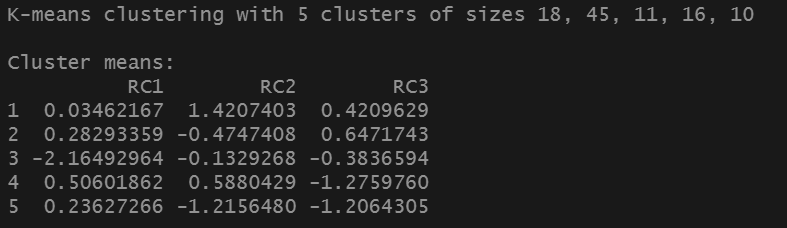 K-means clustering with 5 clusters of sizes 18, 45, 11, 16, 10

Cluster means:
          RC1        RC2        RC3
1  0.03462167  1.4207403  0.4209629
2  0.28293359 -0.4747408  0.6471743
3 -2.16492964 -0.1329268 -0.3836594
4  0.50601862  0.5880429 -1.2759760
5  0.23627266 -1.2156480 -1.2064305